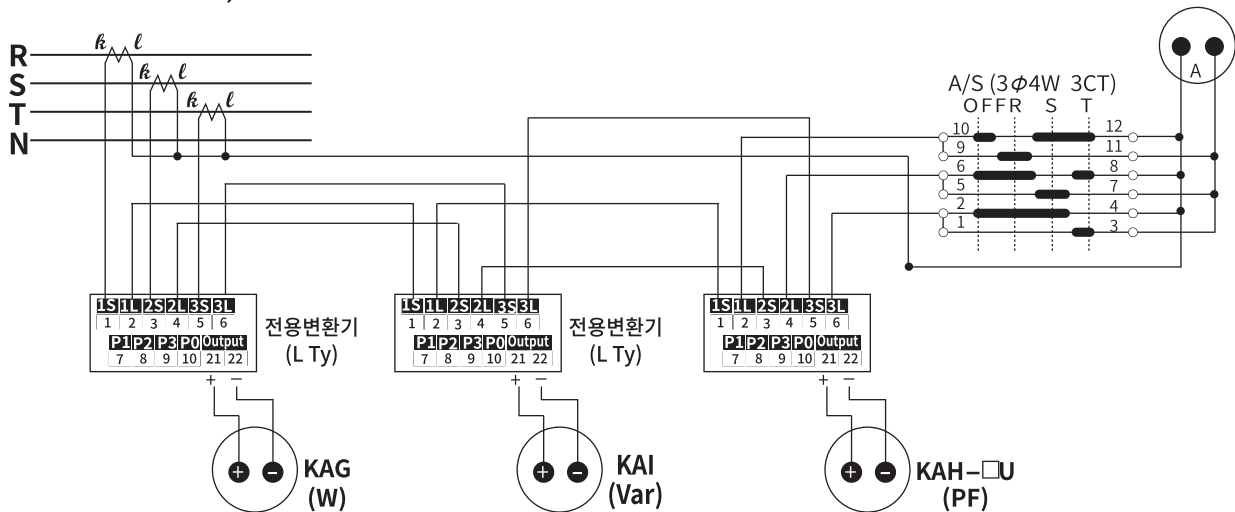 k l
R
k l
S
k l
T
N
A
A/S (3Φ4W 3CT)
OFF R S T
10 12
9 11
6 8
5 7
2 4
1 3
1S 1L 2S 2L 3S 3L
1 2 3 4 5 6
P1 P2 P3 P0 Output
7 8 9 10 21 22
+ −
전용변환기
(L Ty)
1S 1L 2S 2L 3S 3L
1 2 3 4 5 6
P1 P2 P3 P0 Output
7 8 9 10 21 22
+ −
전용변환기
(L Ty)
1S 1L 2S 2L 3S 3L
1 2 3 4 5 6
P1 P2 P3 P0 Output
7 8 9 10 21 22
+ −
+ −
KAG
(W)
+ −
KAI
(Var)
+ −
KAH−□U
(PF)